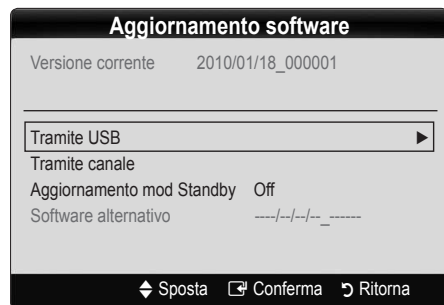 Aggiornamento software
Versione corrente 2010/01/18_000001
Tramite USB
Tramite canale
Aggiornamento mod Standby Off
Software alternativo ----/--/--/--_------
Sposta Conferma Ritorna